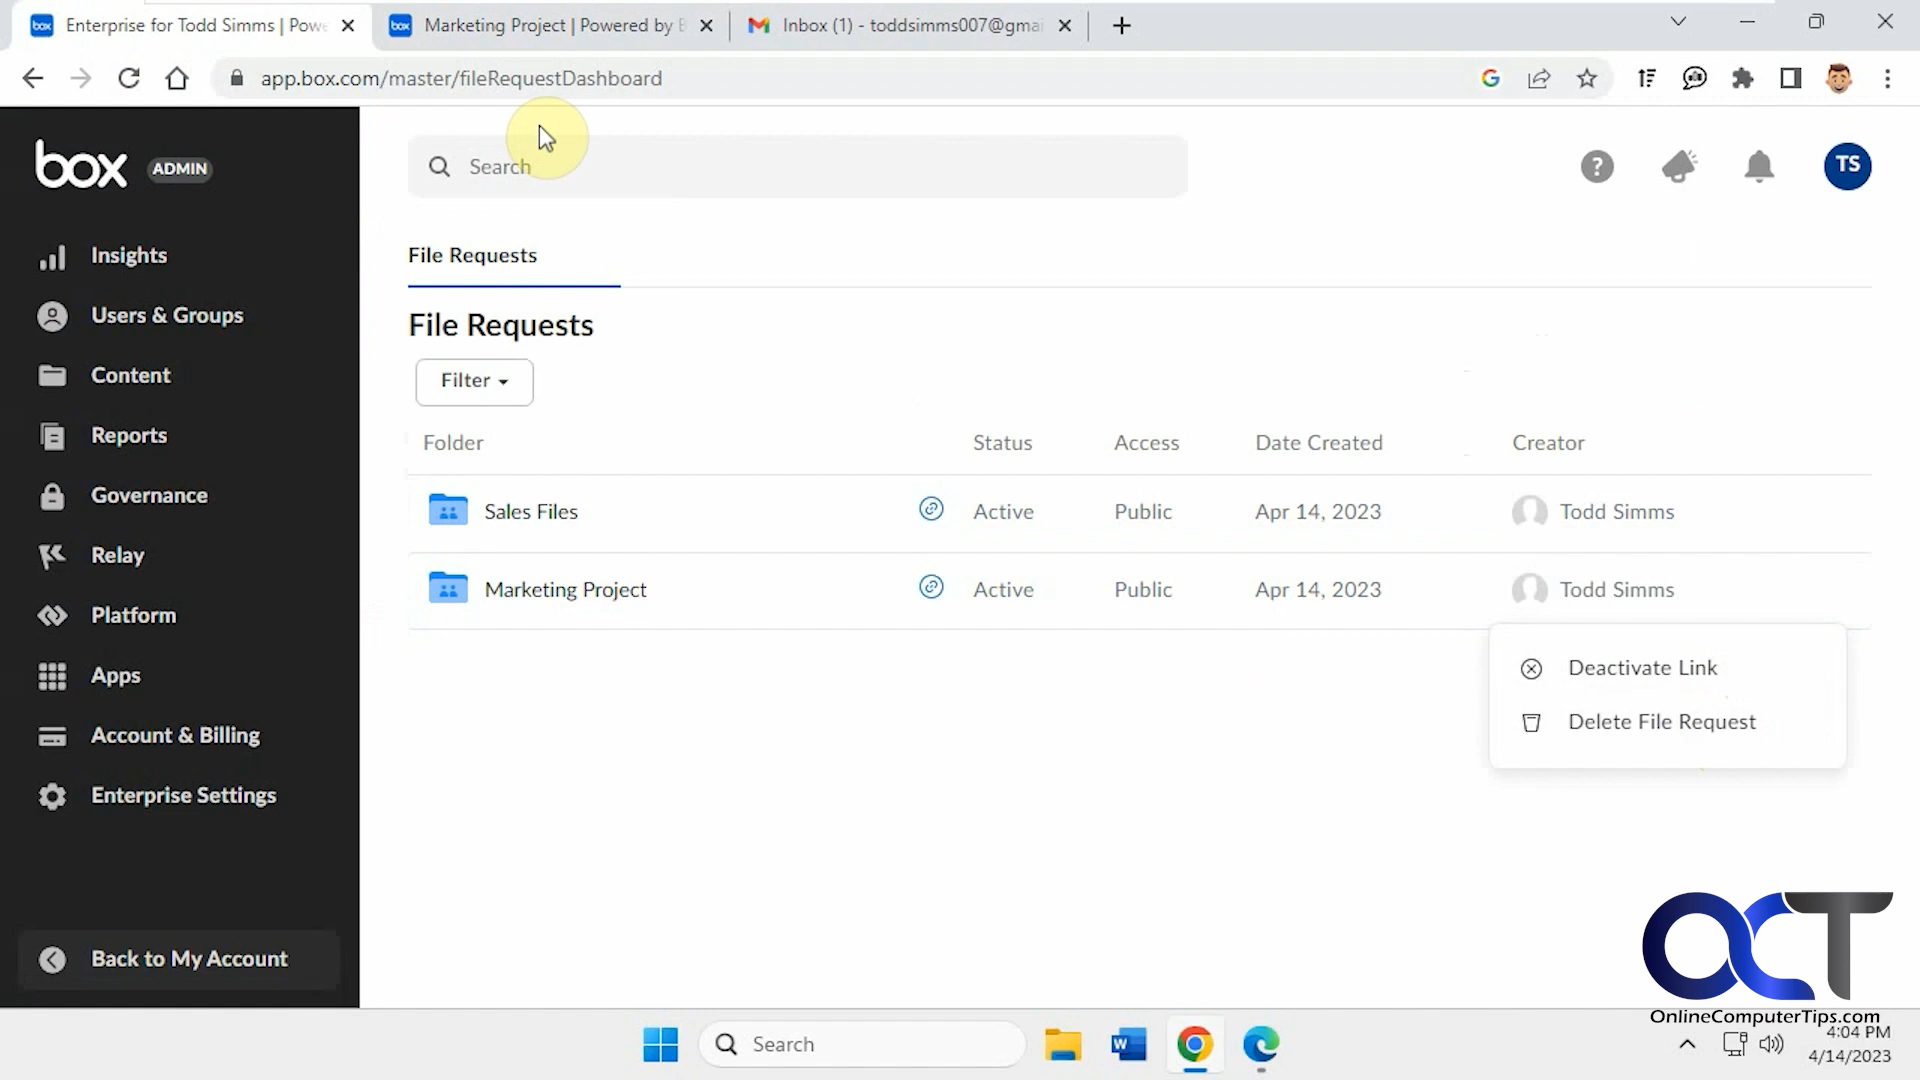 box Enterprise for Todd Simms | Powe
box Marketing Project | Powered by B
Inbox (1) - toddsimms007@gmai
app.box.com/master/fileRequestDashboard
box ADMIN
Search
TS
Insights
Users & Groups
Content
Reports
Governance
Relay
Platform
Apps
Account & Billing
Enterprise Settings
Back to My Account
File Requests
File Requests
Filter
Folder Status Access Date Created Creator
Sales Files Active Public Apr 14, 2023 Todd Simms
Marketing Project Active Public Apr 14, 2023 Todd Simms
Deactivate Link
Delete File Request
OCT
OnlineComputerTips.com
Search
4:04 PM
4/14/2023